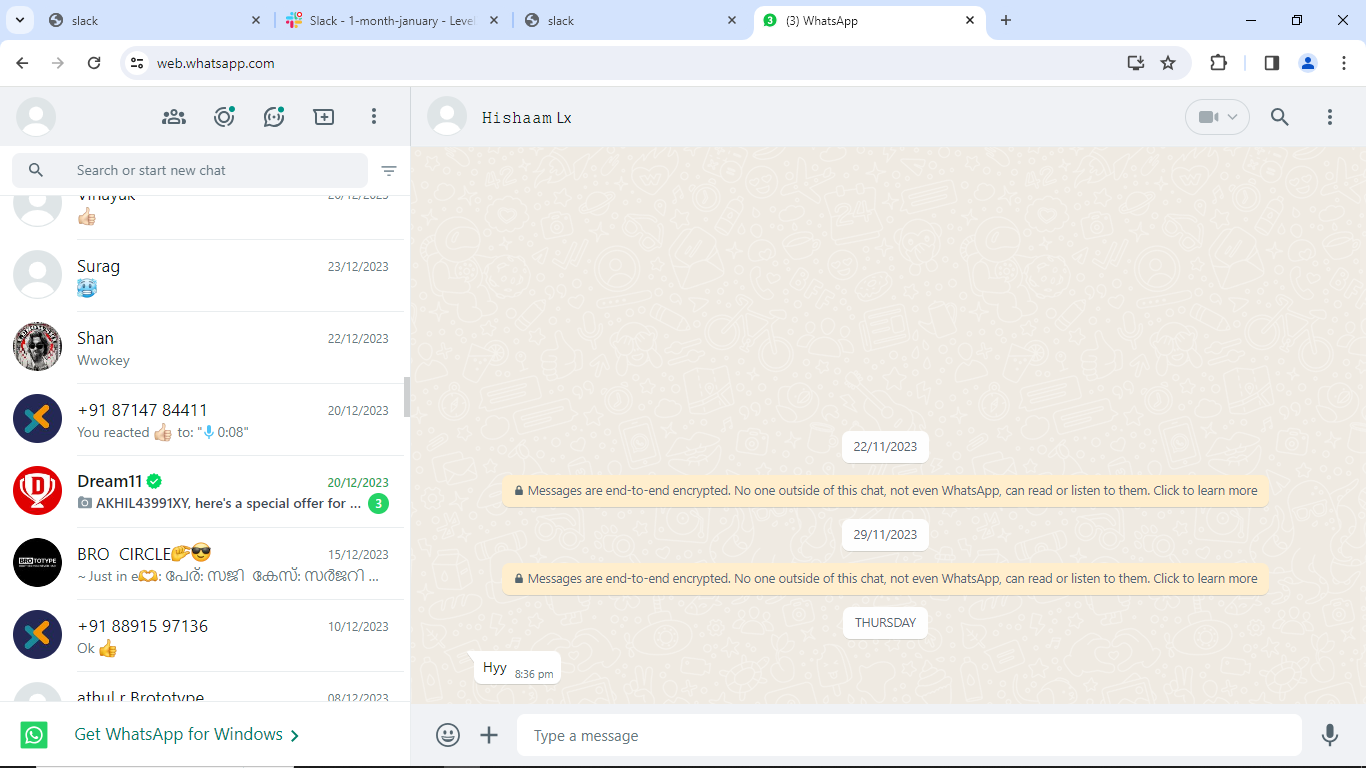 slack
Slack - 1-month-january - Level
slack
(3) WhatsApp
web.whatsapp.com
Hishaam Lx
Search or start new chat
Vinayak
Surag 23/12/2023
Shan 22/12/2023
Wwokey
+91 87147 84411 20/12/2023
You reacted 👍🏻 to: "🎙️0:08"
Dream11 20/12/2023
AKHIL43991XY, here's a special offer for ... 3
BROTOTYPE
BRO CIRCLE🫱😎 15/12/2023
~ Just in e🫶: പേര്: സജി കേസ്: സർജറി ...
+91 88915 97136 10/12/2023
Ok 👍
athul r Brototype 08/12/2023
Get WhatsApp for Windows
22/11/2023
Messages are end-to-end encrypted. No one outside of this chat, not even WhatsApp, can read or listen to them. Click to learn more
29/11/2023
Messages are end-to-end encrypted. No one outside of this chat, not even WhatsApp, can read or listen to them. Click to learn more
THURSDAY
Hyy 8:36 pm
Type a message